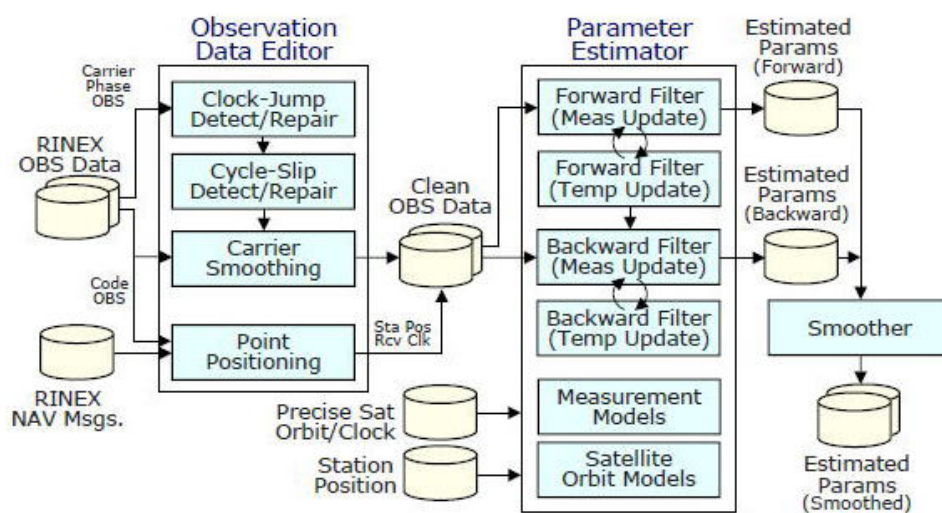 Observation
Data Editor
Carrier
Phase
OBS
Clock-Jump
Detect/Repair
RINEX
OBS Data
Cycle-Slip
Detect/Repair
Carrier
Smoothing
Code
OBS
Point
Positioning
RINEX
NAV Msgs.
Clean
OBS Data
Sta Pos
Rcv Clk
Precise Sat
Orbit/Clock
Station
Position
Parameter
Estimator
Forward Filter
(Meas Update)
Forward Filter
(Temp Update)
Backward Filter
(Meas Update)
Backward Filter
(Temp Update)
Measurement
Models
Satellite
Orbit Models
Estimated
Params
(Forward)
Estimated
Params
(Backward)
Smoother
Estimated
Params
(Smoothed)